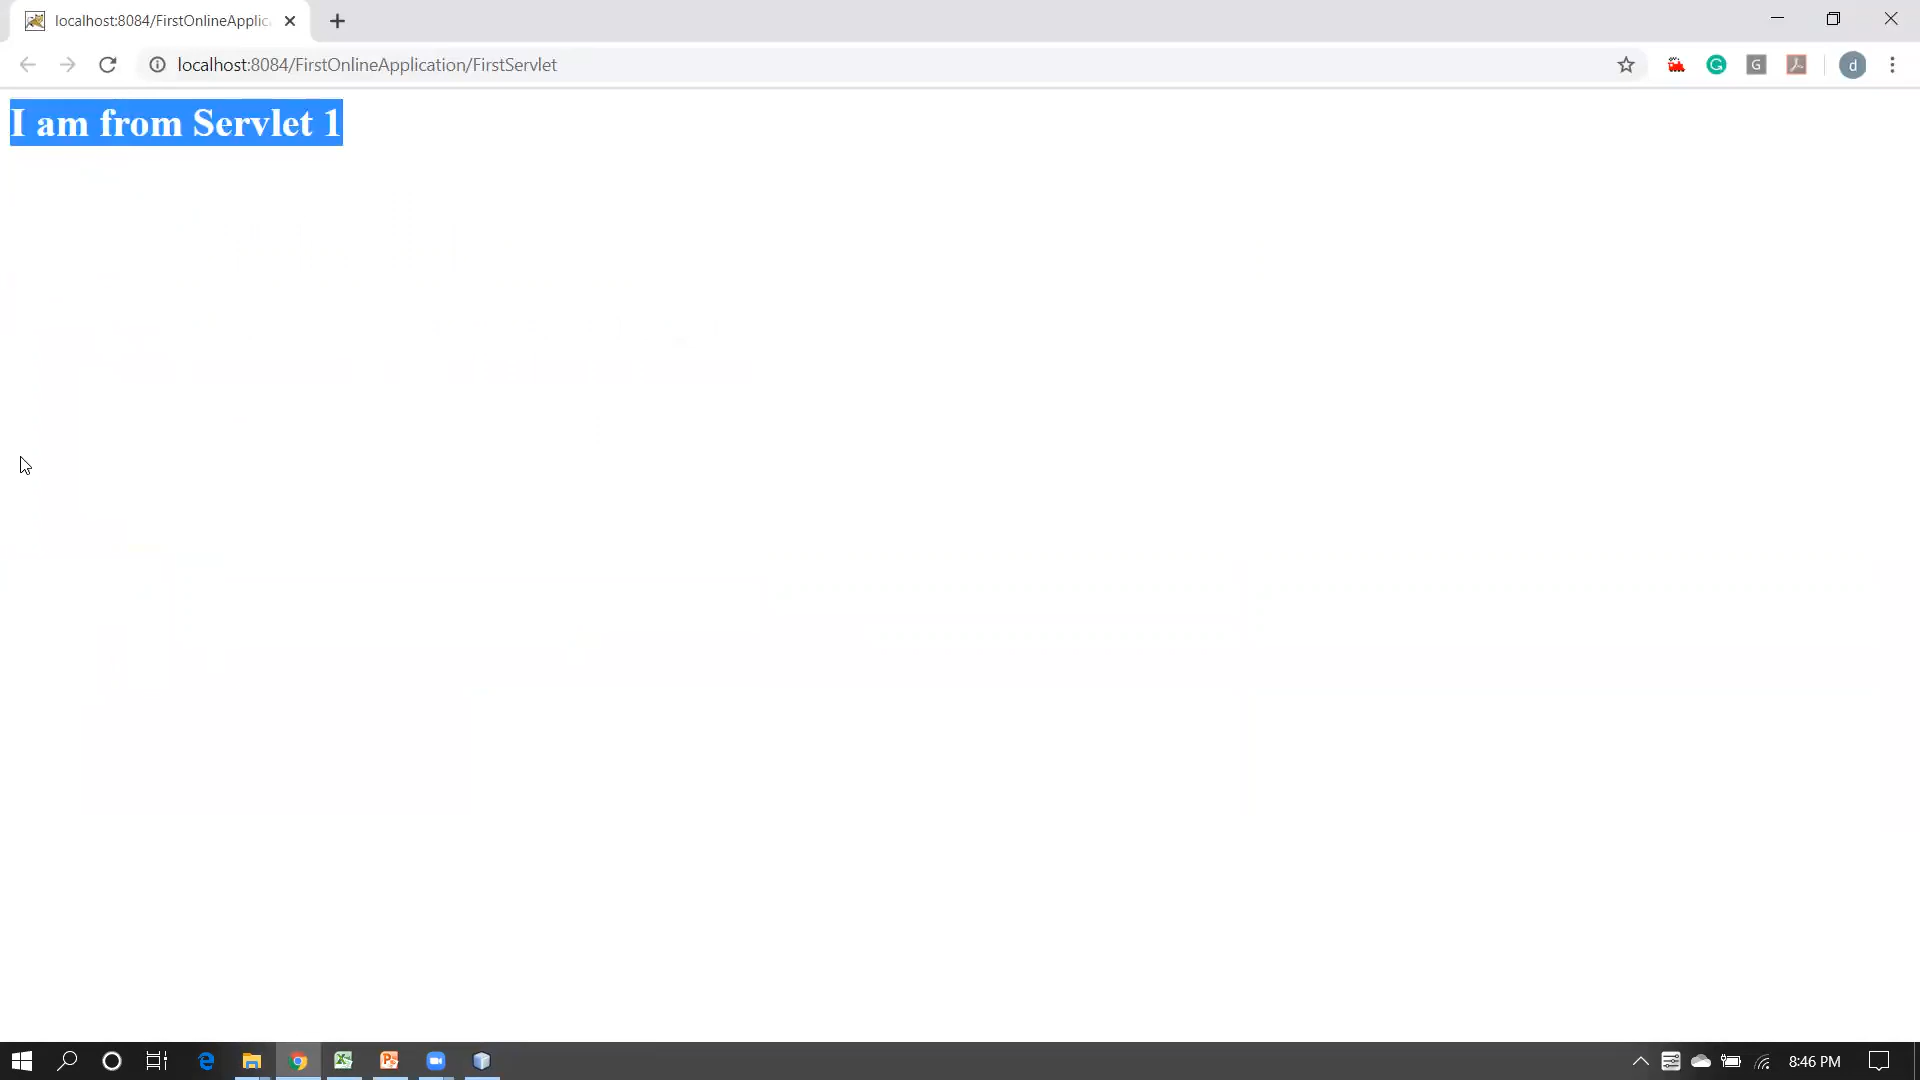 localhost:8084/FirstOnlineApplic
localhost:8084/FirstOnlineApplication/FirstServlet
G
d
I am from Servlet 1
8:46 PM